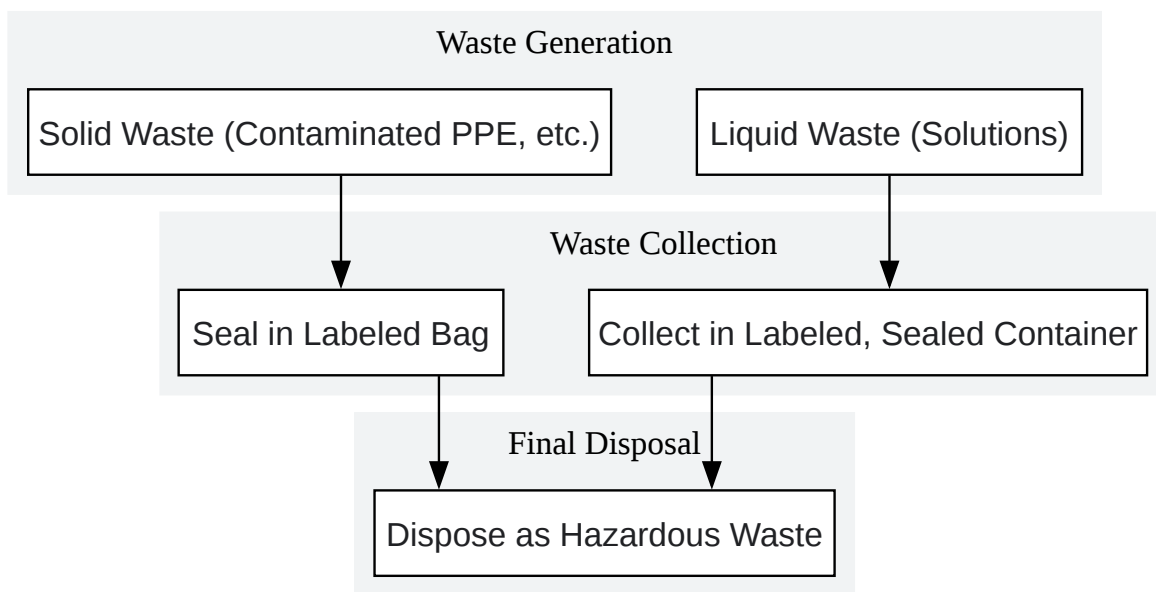 Waste Generation
Solid Waste (Contaminated PPE, etc.)
Liquid Waste (Solutions)
Waste Collection
Seal in Labeled Bag
Collect in Labeled, Sealed Container
Final Disposal
Dispose as Hazardous Waste